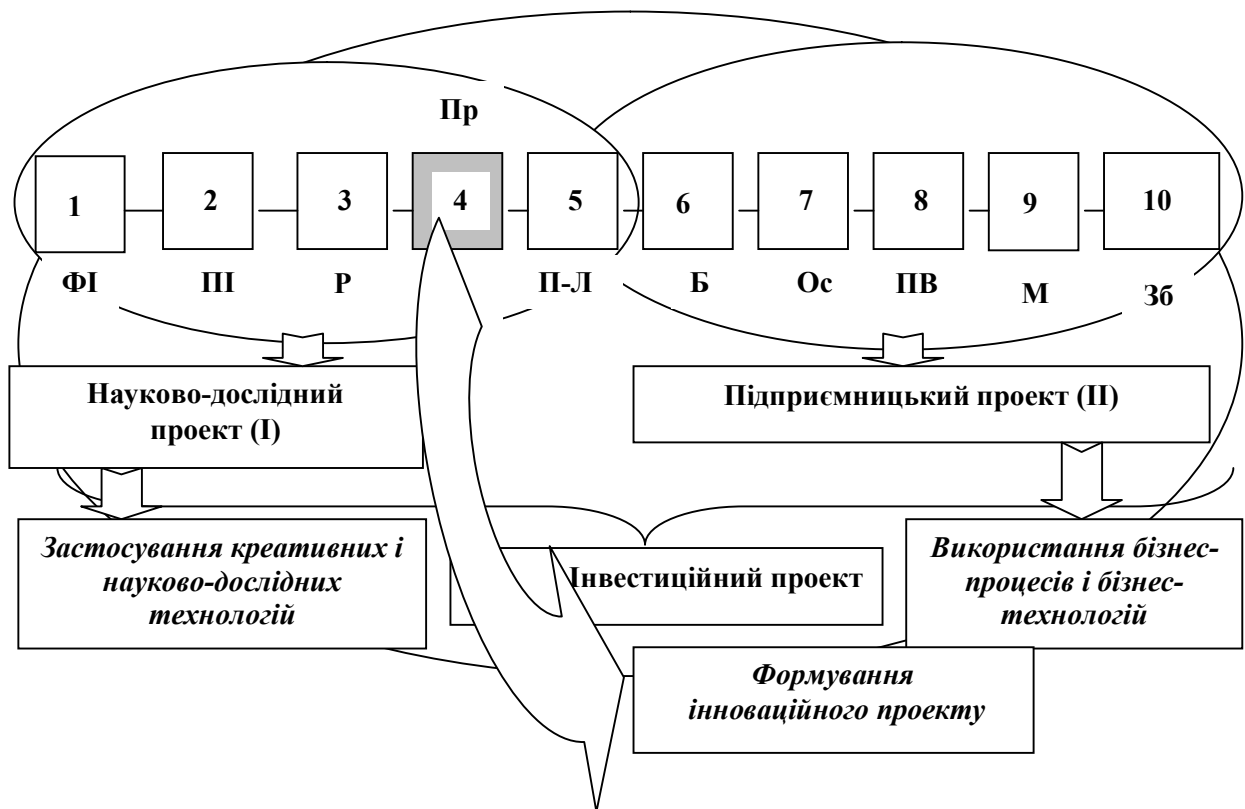 Пр
1 2 3 4 5 6 7 8 9 10
ФІ ПІ Р П-Л Б Ос ПВ М Зб
Науково-дослідний
проект (I)
Підприємницький проект (II)
Застосування креативних і
науково-дослідних
технологій
Інвестиційний проект
Використання бізнес-
процесів і бізнес-
технологій
Формування
інноваційного проекту